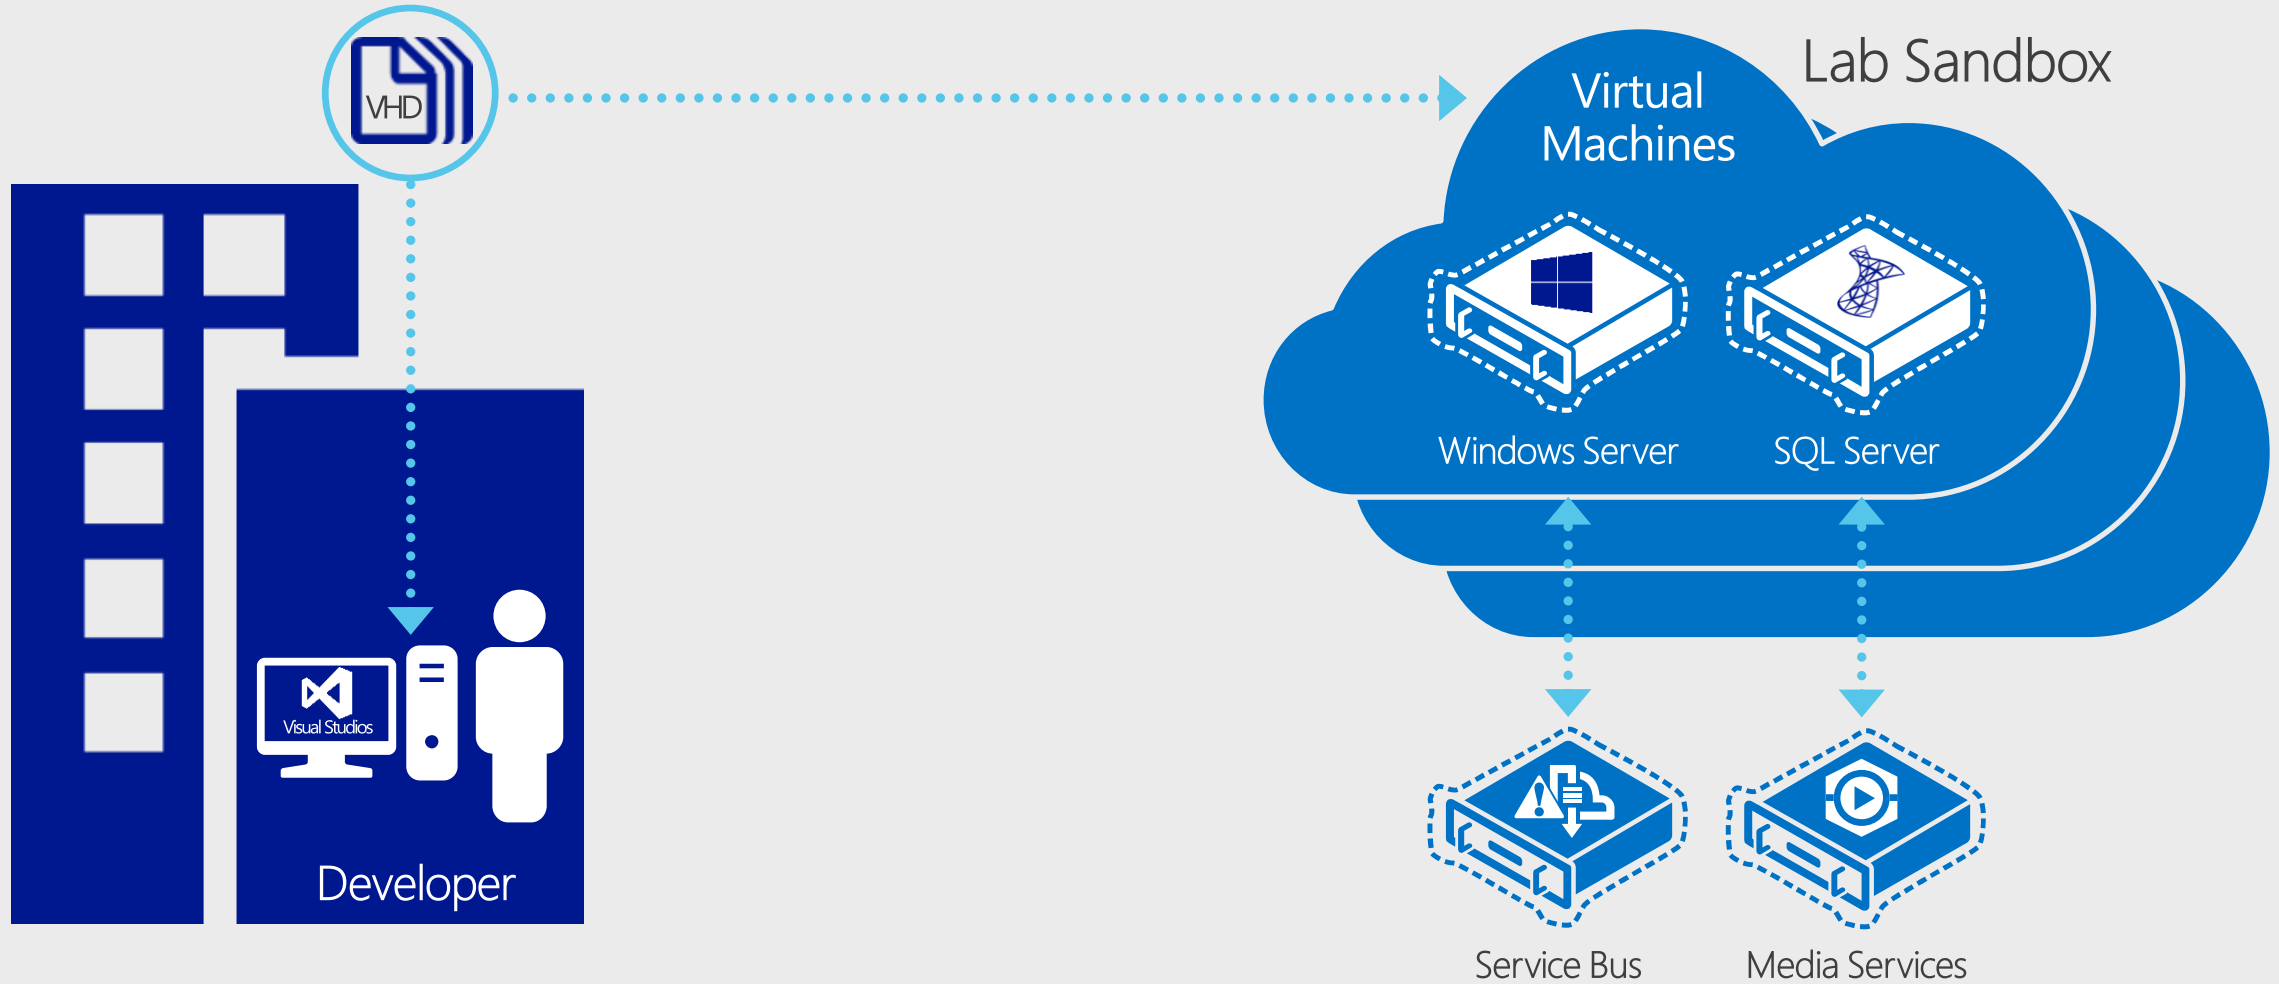 VHD
Lab Sandbox
Virtual
Machines
Windows Server
SQL Server
Visual Studios
Developer
Service Bus
Media Services